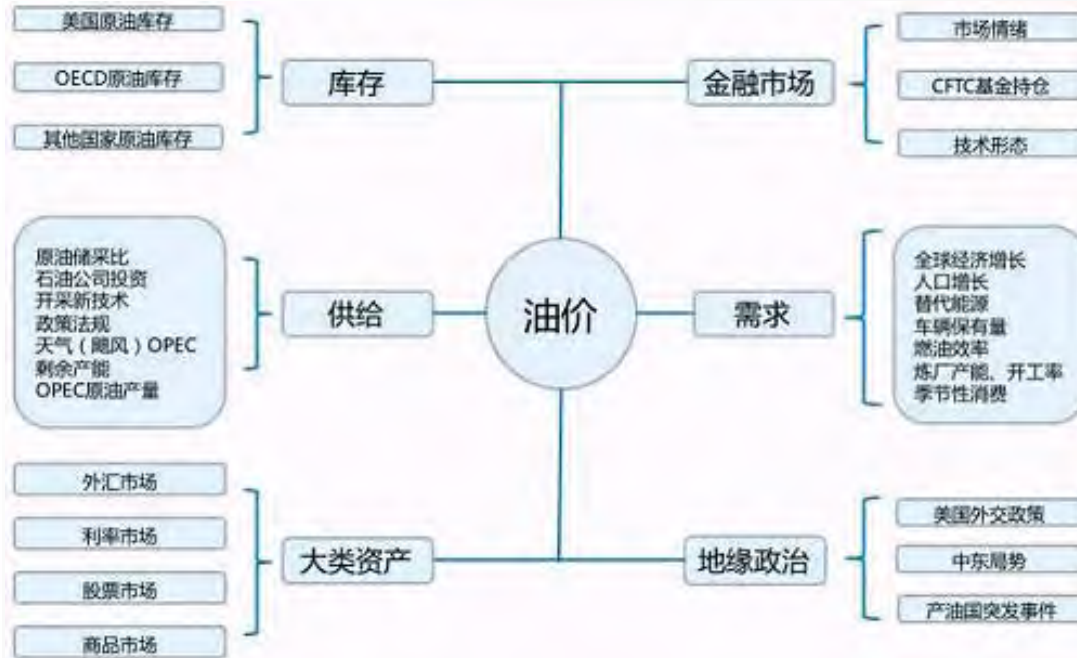 美国原油库存
OECD原油库存
其他国家原油库存
库存
金融市场
市场情绪
CFTC基金持仓
技术形态
原油储采比
石油公司投资
开采新技术
政策法规
天气（飓风）OPEC
剩余产能
OPEC原油产量
供给
油价
需求
全球经济增长
人口增长
替代能源
车辆保有量
燃油效率
炼厂产能、开工率
季节性消费
外汇市场
利率市场
股票市场
商品市场
大类资产
地缘政治
美国外交政策
中东局势
产油国突发事件